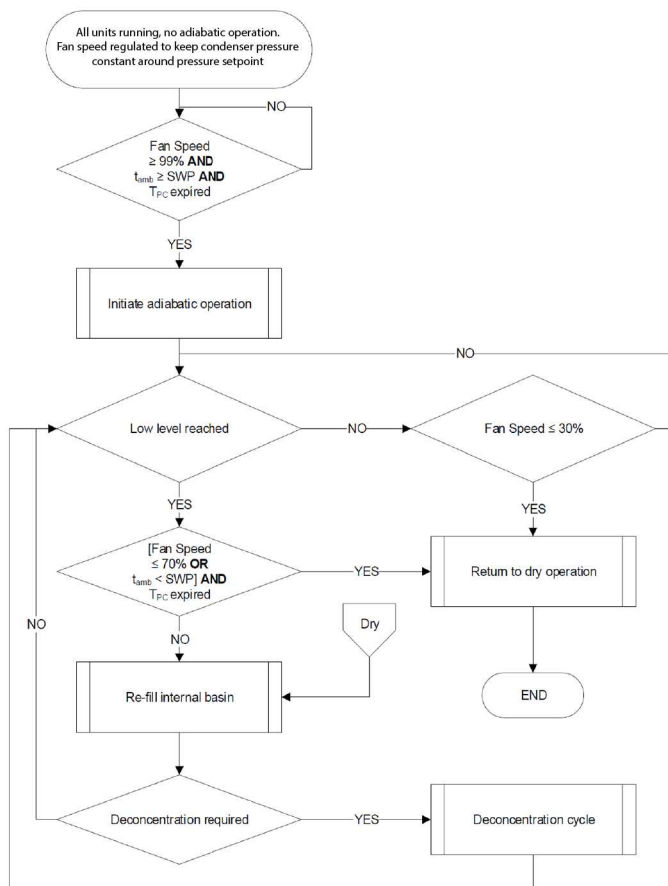 All units running, no adiabatic operation.
Fan speed regulated to keep condenser pressure
constant around pressure setpoint
NO
Fan Speed
≥ 99% AND
tamb ≥ SWP AND
TPC expired
YES
Initiate adiabatic operation
NO
Low level reached
NO
Fan Speed ≤ 30%
YES
YES
[Fan Speed
≤ 70% OR
tamb < SWP] AND
TPC expired
YES
Return to dry operation
NO
NO
Dry
Re-fill internal basin
END
Deconcentration required
YES
Deconcentration cycle